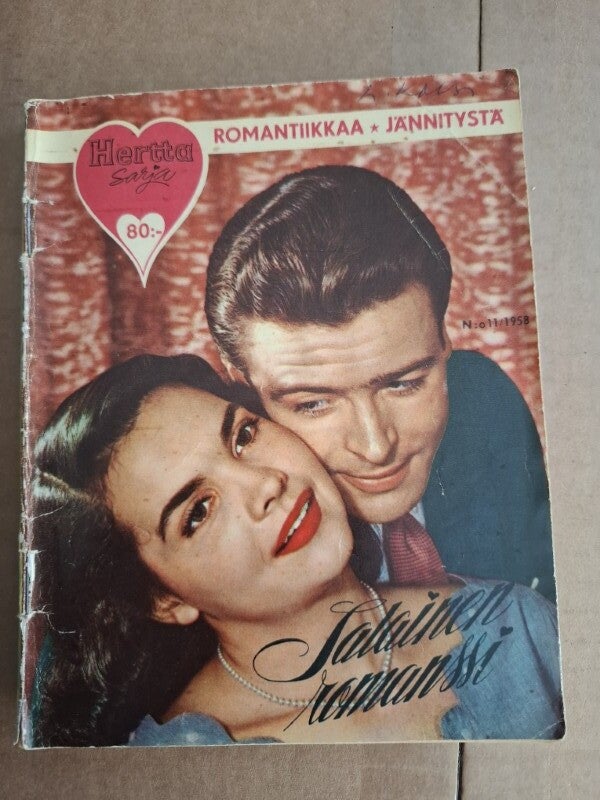 ROMANTIIKKAA ★ JÄNNITYSTÄ
Hertta
sarja
80:-
N:o 11/1958
Salainen
romanssi